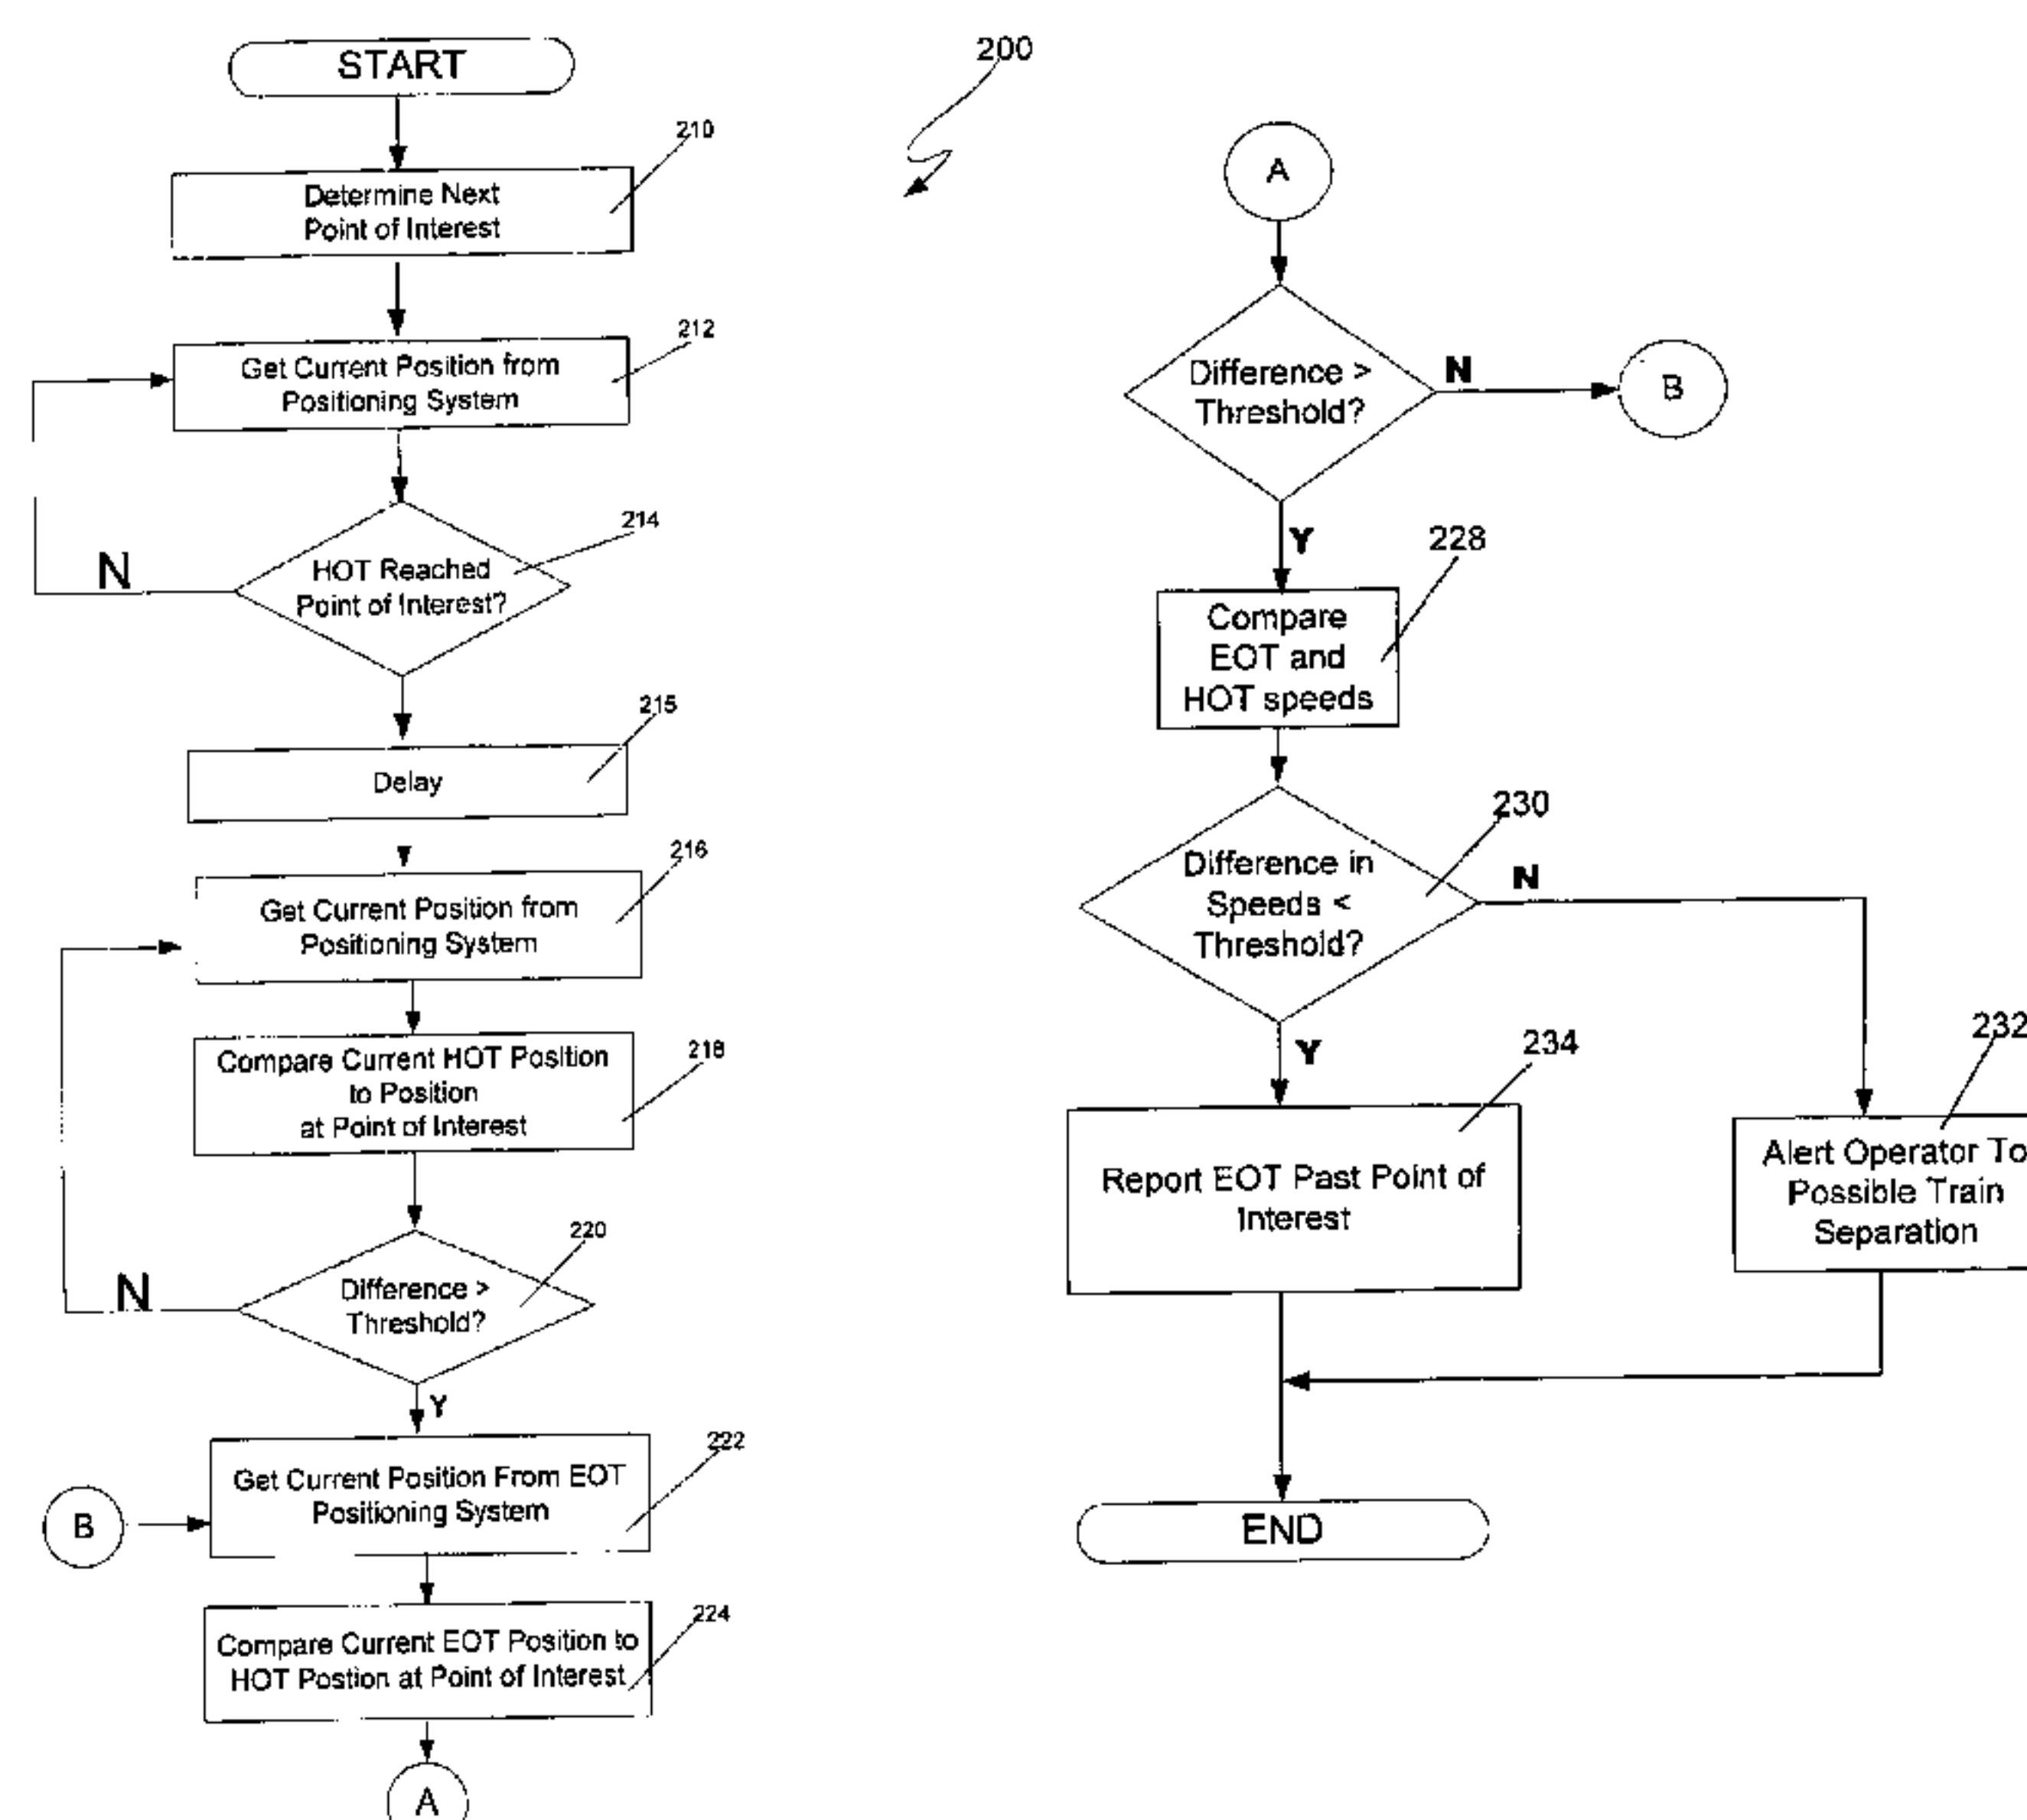 START
210
Determine Next
Point of Interest
212
Get Current Position from
Positioning System
214
HOT Reached
Point of Interest?
N
215
Delay
216
Get Current Position from
Positioning System
218
Compare Current HOT Position
to Position
at Point of Interest
220
Difference >
Threshold?
N
Y
222
Get Current Position From EOT
Positioning System
B
224
Compare Current EOT Position to
HOT Postion at Point of Interest
A
200
A
Difference >
Threshold?
N
B
Y
228
Compare
EOT and
HOT speeds
230
Difference in
Speeds <
Threshold?
N
Y
234
Report EOT Past Point of
Interest
232
Alert Operator To
Possible Train
Separation
END